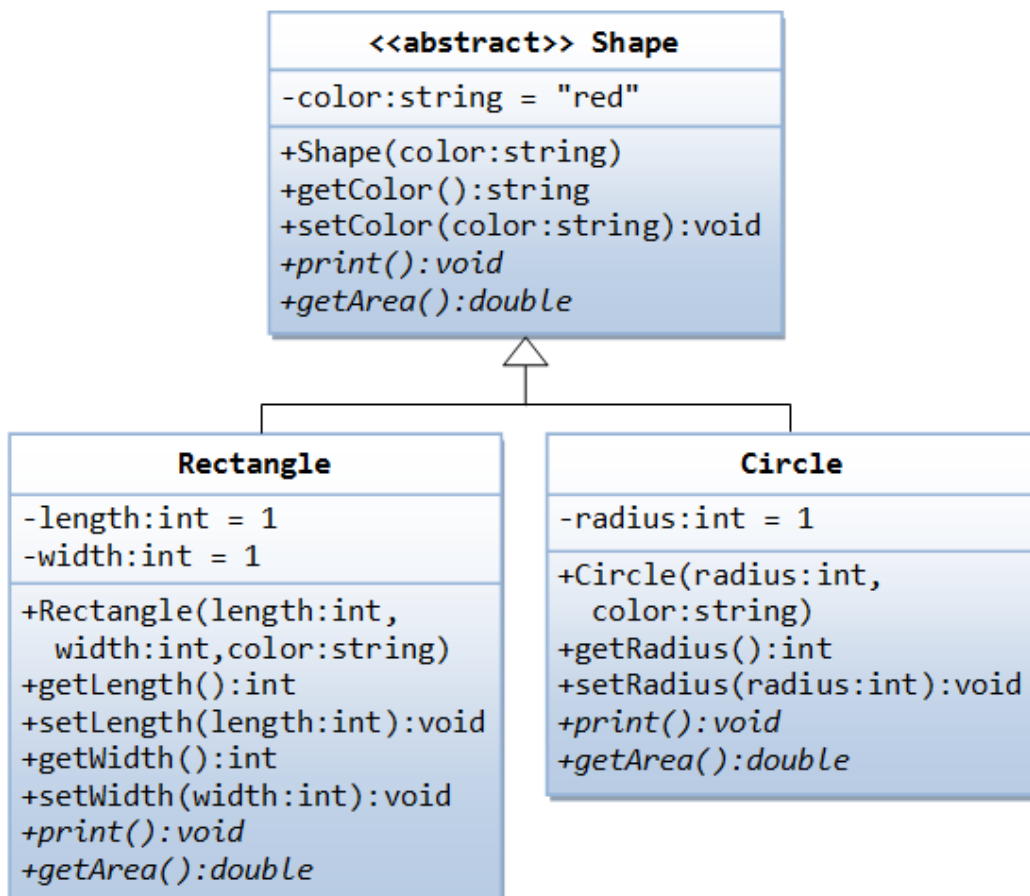 <<abstract>> Shape
-color:string = "red"
+Shape(color:string)
+getColor():string
+setColor(color:string):void
+print():void
+getArea():double
Rectangle
-length:int = 1
-width:int = 1
+Rectangle(length:int,
width:int,color:string)
+getLength():int
+setLength(length:int):void
+getWidth():int
+setWidth(width:int):void
+print():void
+getArea():double
Circle
-radius:int = 1
+Circle(radius:int,
color:string)
+getRadius():int
+setRadius(radius:int):void
+print():void
+getArea():double